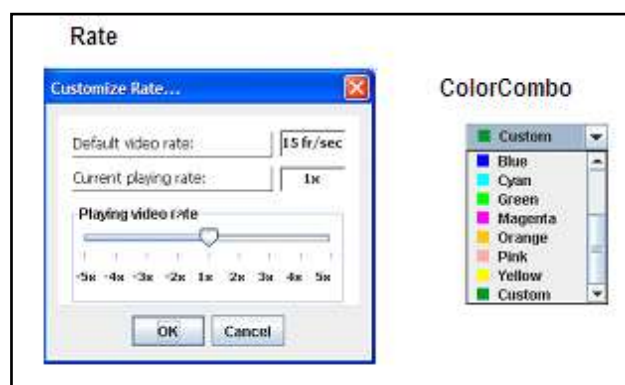 Rate
Customize Rate...
Default video rate: 15 fr/sec
Current playing rate: 1x
Playing video rate
-5x -4x -3x -2x 1x 2x 3x 4x 5x
OK Cancel
ColorCombo
Custom
Blue
Cyan
Green
Magenta
Orange
Pink
Yellow
Custom